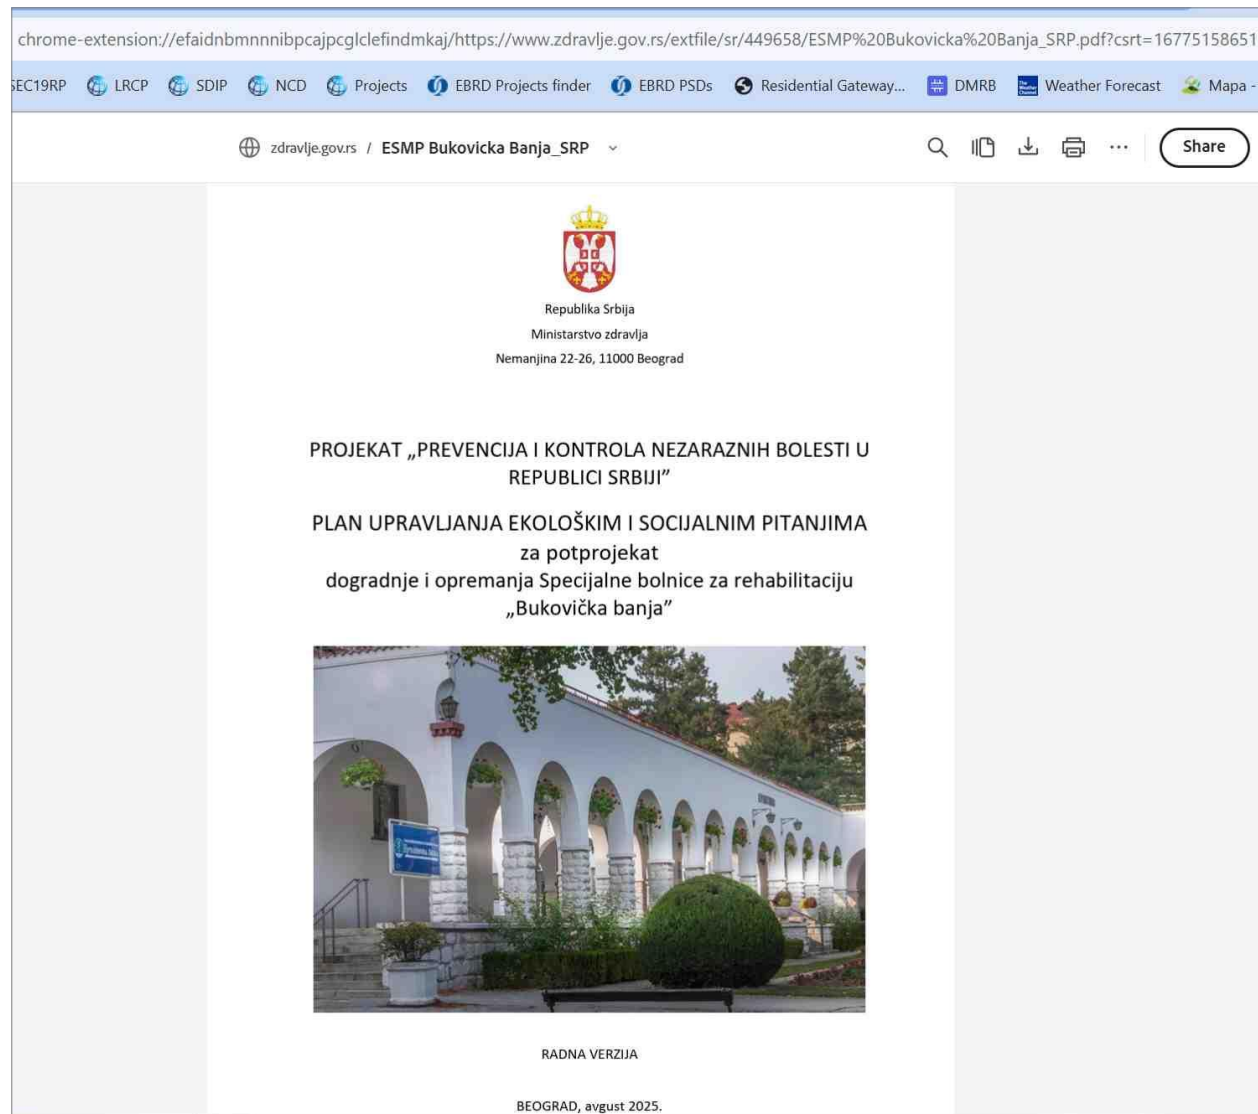 chrome-extension://efaidnbmnnnibpcajpcglclefindmkaj/https://www.zdravlje.gov.rs/extfile/sr/449658/ESMP%20Bukovicka%20Banja_SRP.pdf?csrt=16775158651
SEC19RP LRCP SDIP NCD Projects EBRD Projects finder EBRD PSDs Residential Gateway... DMRB Weather Forecast Mapa -
zdravlje.gov.rs / ESMP Bukovicka Banja_SRP Share
Republika Srbija
Ministarstvo zdravlja
Nemanjina 22-26, 11000 Beograd
PROJEKAT „PREVENCIJA I KONTROLA NEZARAZNIH BOLESTI U
REPUBLICI SRBIJI”
PLAN UPRAVLJANJA EKOLOŠKIM I SOCIJALNIM PITANJIMA
za potprojekat
dogradnje i opremanja Specijalne bolnice za rehabilitaciju
„Bukovička banja”
RADNA VERZIJA
BEOGRAD, avgust 2025.